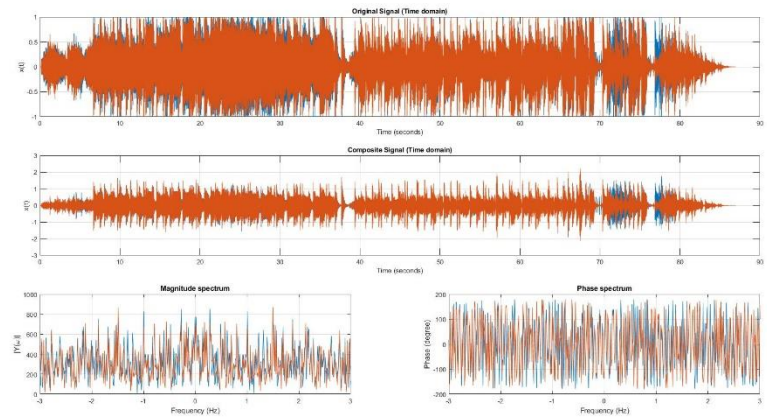 Original Signal (Time domain)
1
0.5
0
-0.5
-1
x(t)
0 10 20 30 40 50 60 70 80 90
Time (seconds)
Composite Signal (Time domain)
3
2
1
0
-1
-2
-3
x(t)
0 10 20 30 40 50 60 70 80 90
Time (seconds)
Magnitude spectrum
1000
800
600
400
200
0
-3 -2 -1 0 1 2 3
Frequency (Hz)
Phase spectrum
200
100
0
-100
-200
Phase (degree)
-3 -2 -1 0 1 2 3
Frequency (Hz)